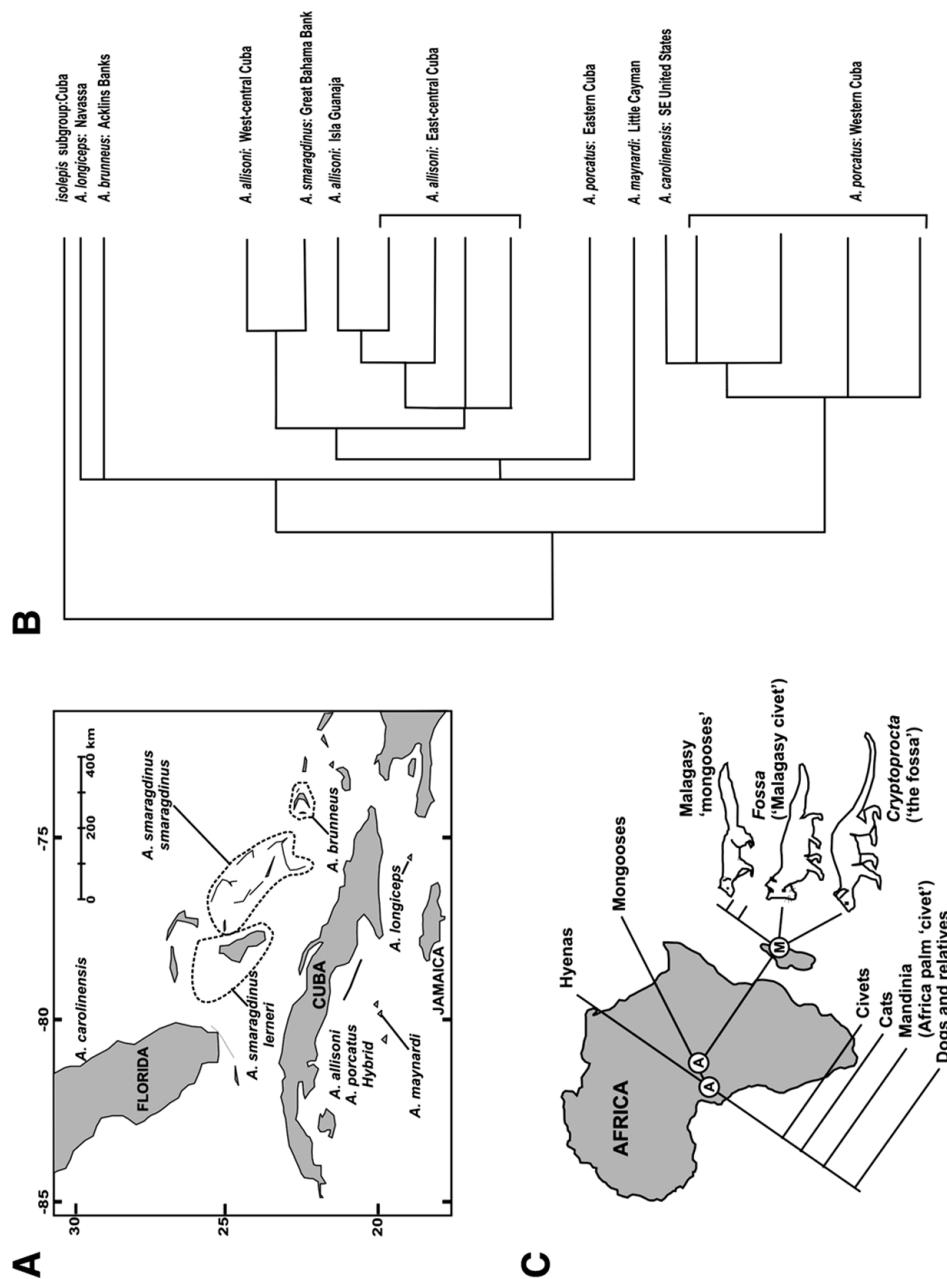 A
A. carolinensis
FLORIDA
A. smaragdinus
smaragdinus
A. smaragdinus
lerneri
0 200 400 km
A. brunneus
CUBA
A. allisoni
A. porcatus
Hybrid
A. longiceps
A. maynardi
JAMAICA
30
25
20
-85
-80
-75
B
isolepis subgroup:Cuba
A. longiceps: Navassa
A. brunneus: Acklins Banks
A. allisoni: West-central Cuba
A. smaragdinus: Great Bahama Bank
A. allisoni: Isla Guanaja
A. allisoni: East-central Cuba
A. porcatus: Eastern Cuba
A. maynardi: Little Cayman
A. carolinensis: SE United States
A. porcatus: Western Cuba
C
AFRICA
Hyenas
Mongooses
Malagasy
‘mongooses’
Fossa
(‘Malagasy civet’)
Cryptoprocta
(‘the fossa’)
A
A
M
Civets
Cats
Mandinia
(Africa palm ‘civet’)
Dogs and relatives